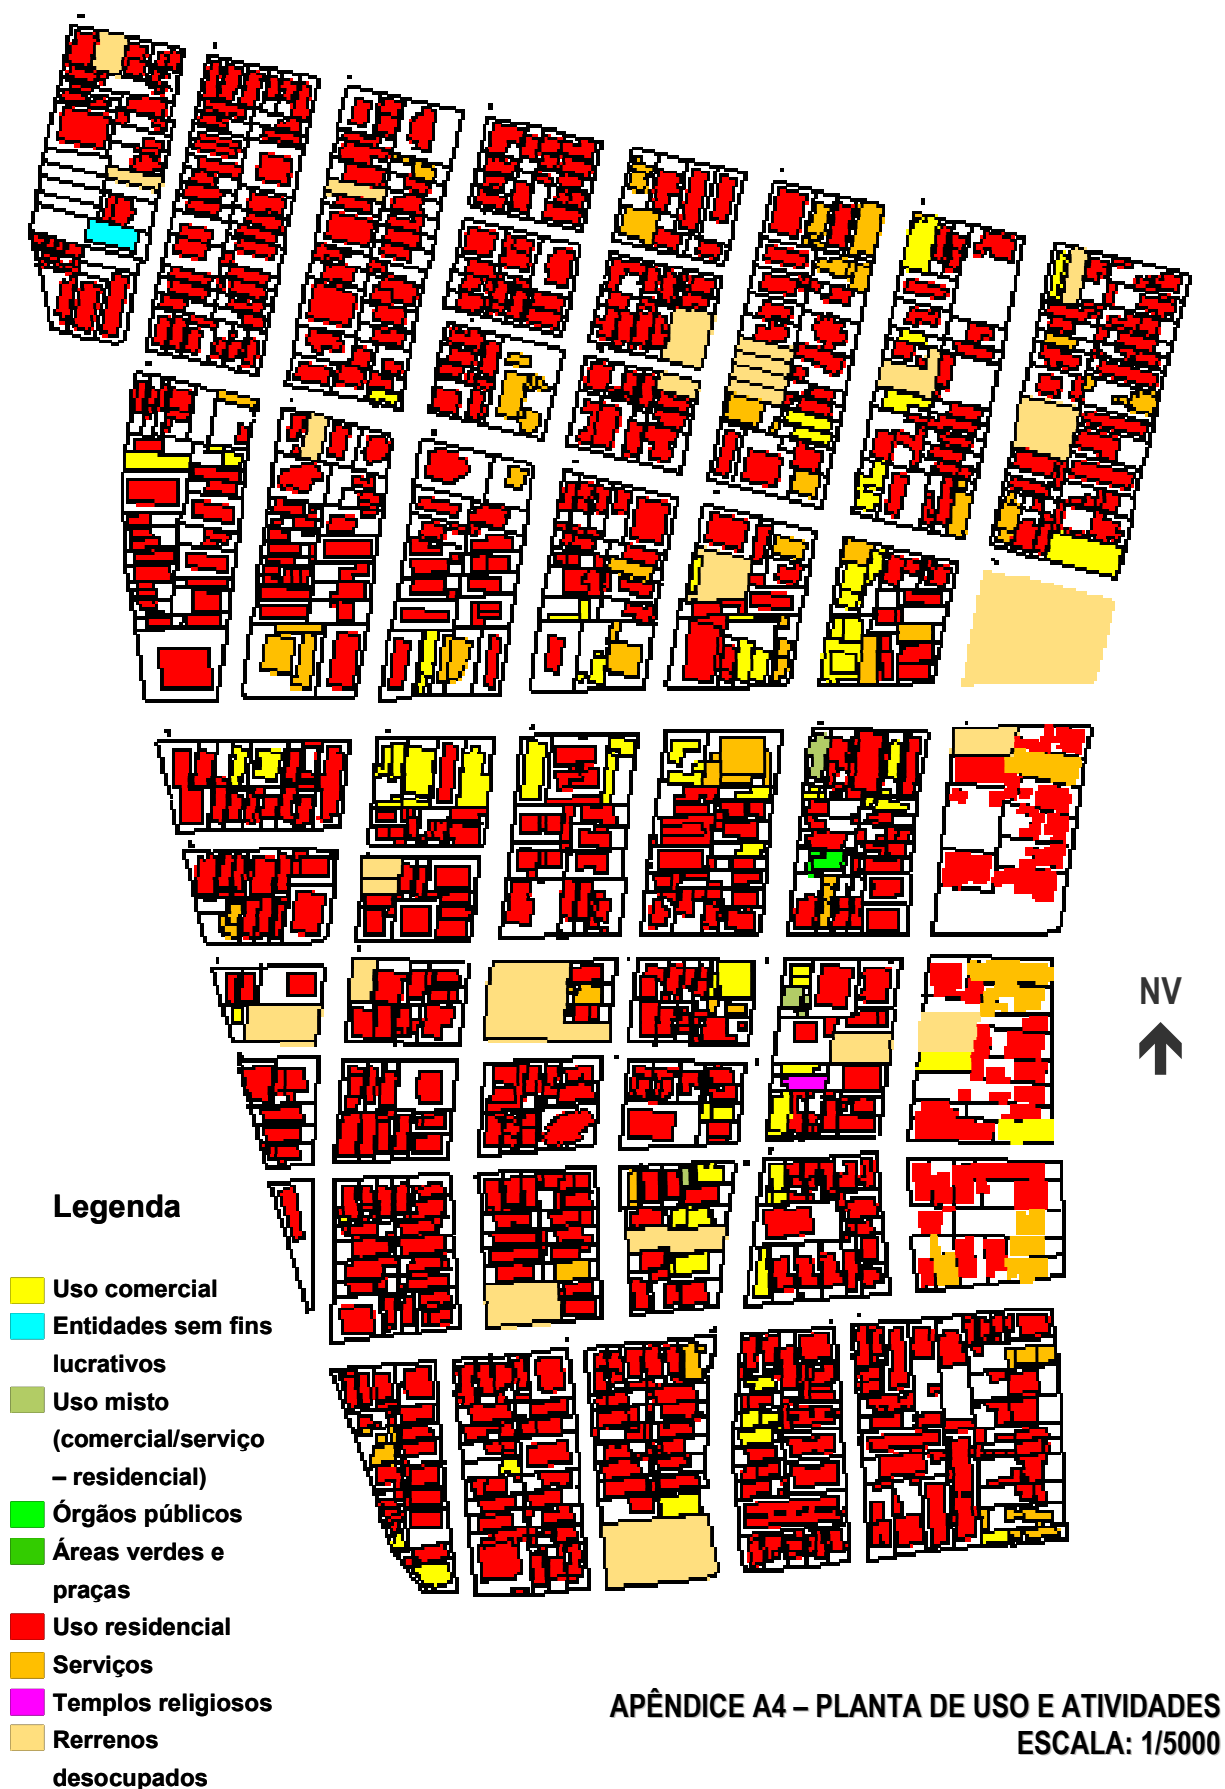 NV
Legenda
Uso comercial
Entidades sem fins
lucrativos
Uso misto
(comercial/serviço
– residencial)
Órgãos públicos
Áreas verdes e
praças
Uso residencial
Serviços
Templos religiosos
Rerrenos
desocupados
APÊNDICE A4 – PLANTA DE USO E ATIVIDADES
ESCALA: 1/5000